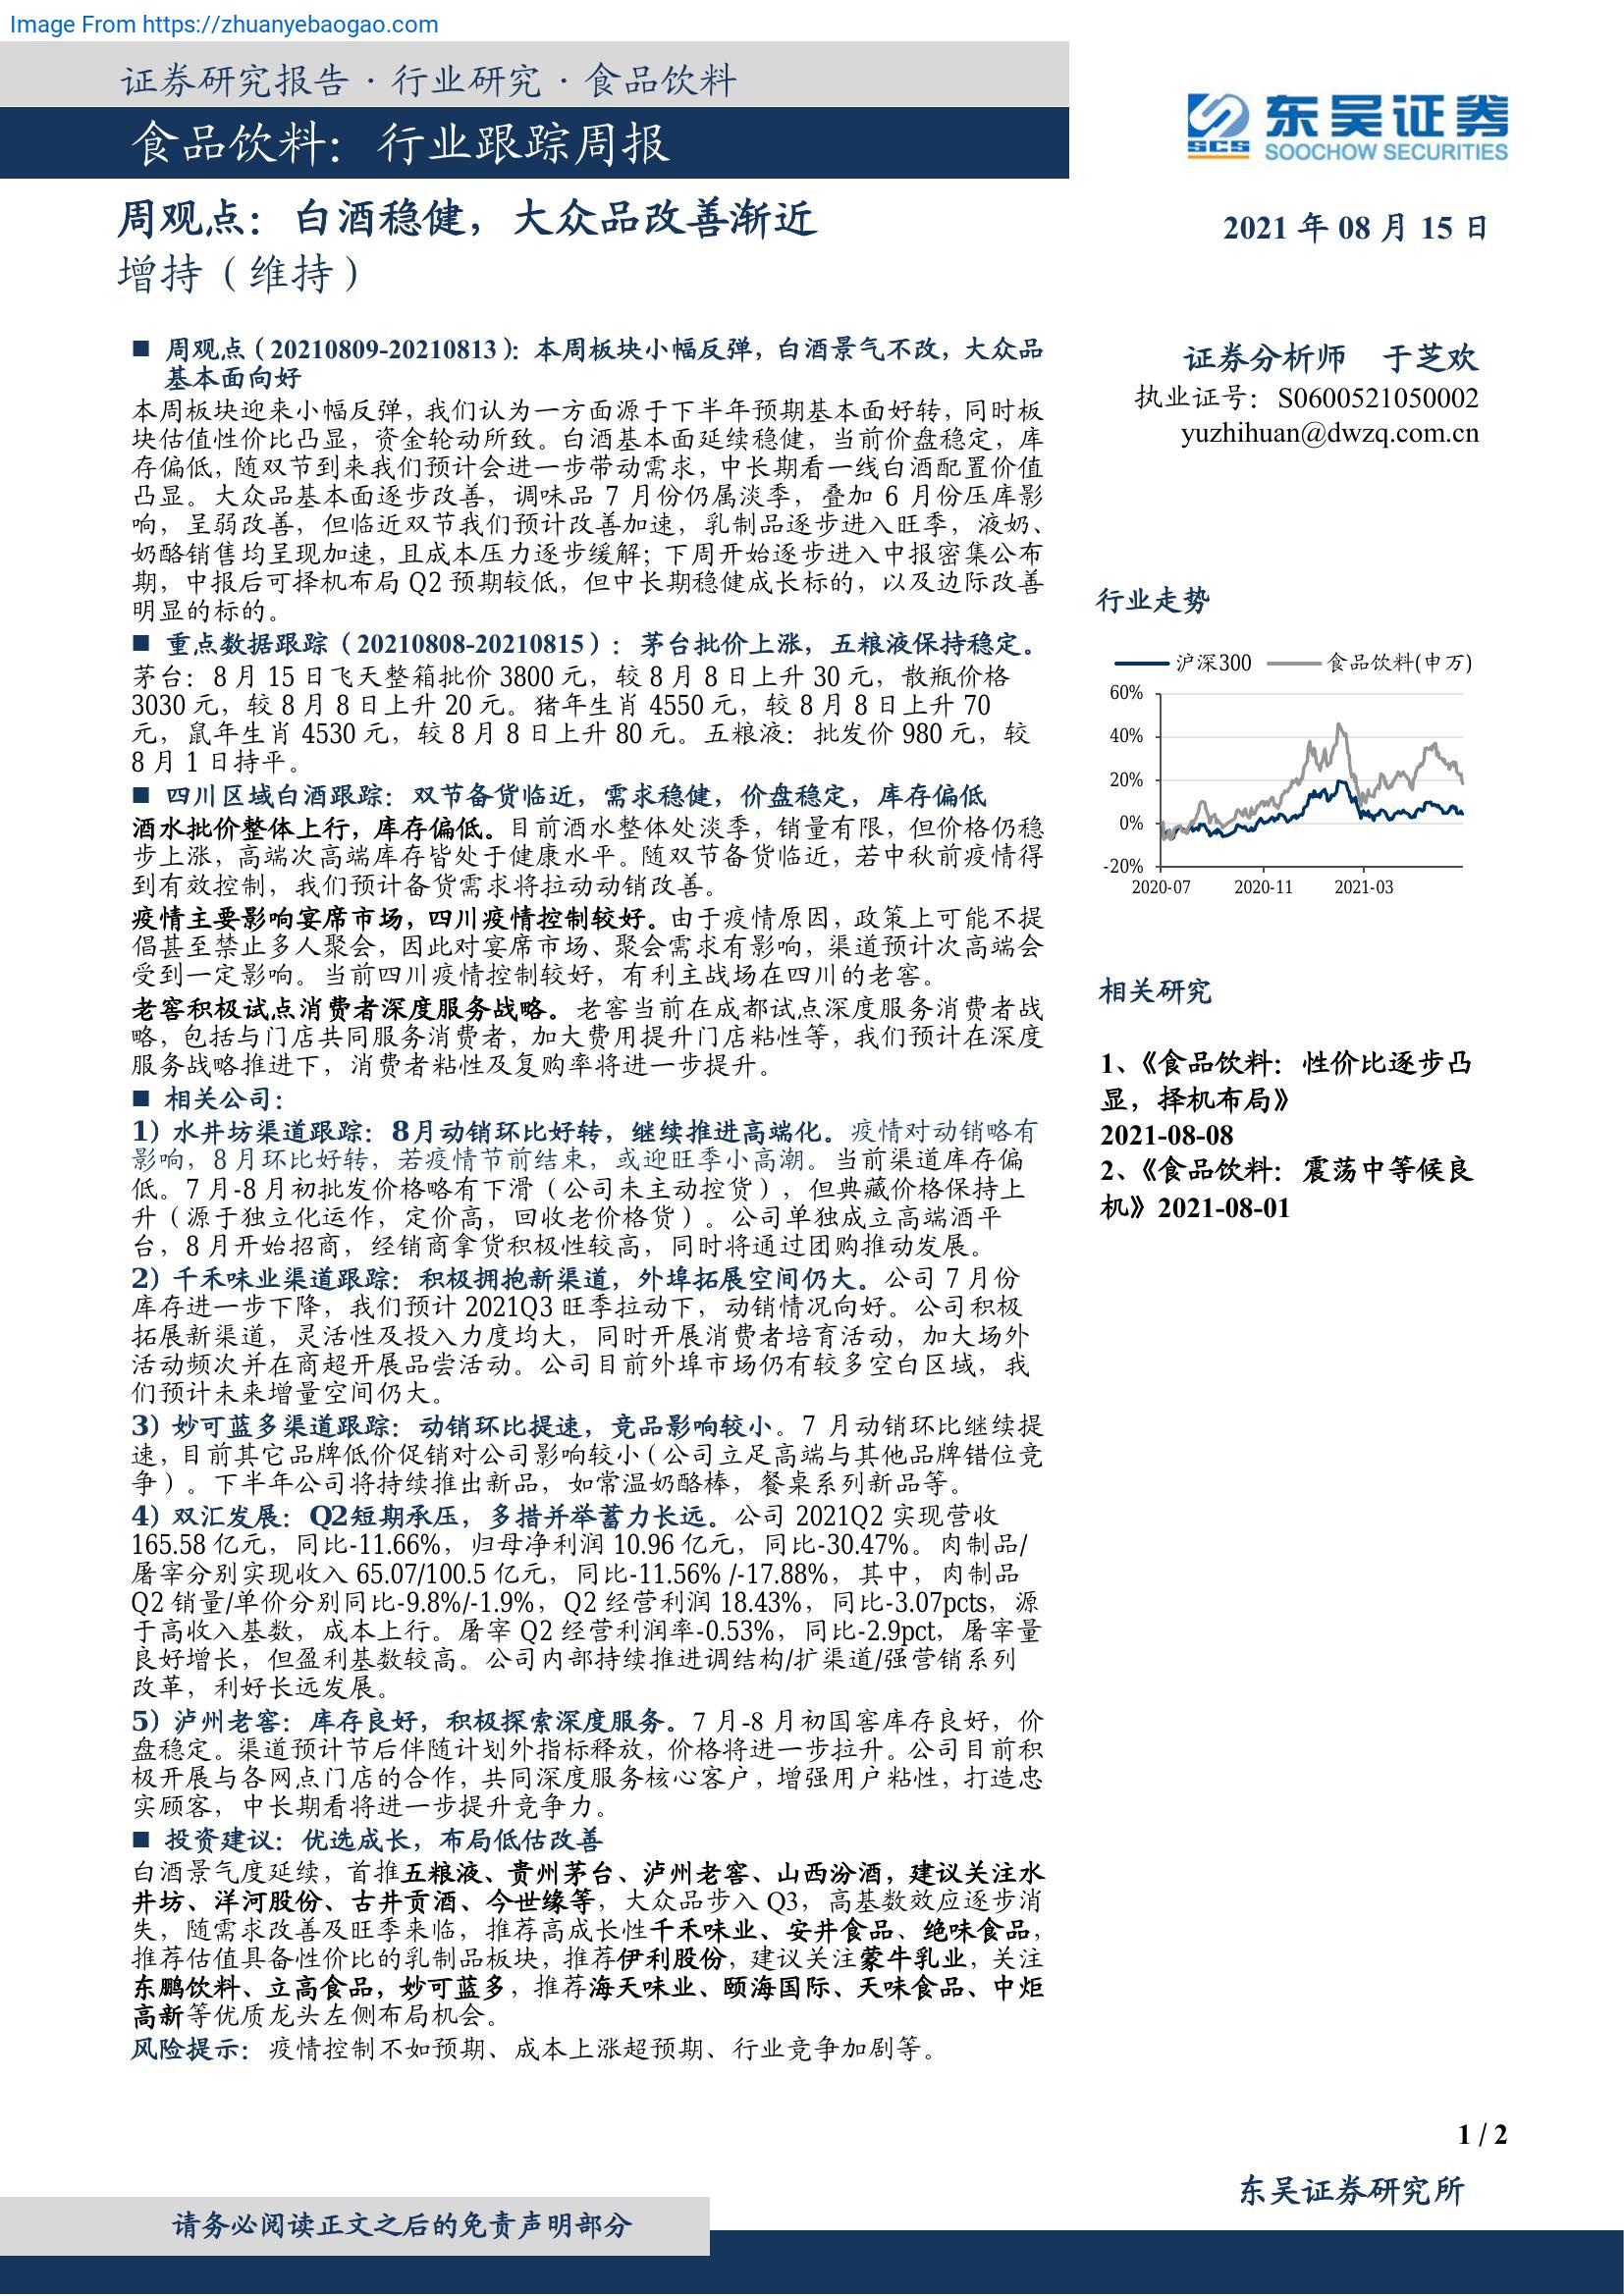 Image From https://zhuanyebaogao.com
证券研究报告·行业研究·食品饮料
食品饮料：行业跟踪周报
东吴证券
SCS
SOOCHOW SECURITIES
周观点：白酒稳健，大众品改善渐近
增持（维持）
2021 年 08 月 15 日
■ 周观点（20210809-20210813）：本周板块小幅反弹，白酒景气不改，大众品
基本面向好
本周板块迎来小幅反弹，我们认为一方面源于下半年预期基本面好转，同时板
块估值性价比凸显，资金轮动所致。白酒基本面延续稳健，当前价盘稳定，库
存偏低，随双节到来我们预计会进一步带动需求，中长期看一线白酒配置价值
凸显。大众品基本面逐步改善，调味品 7 月份仍属淡季，叠加 6 月份压库影
响，呈弱改善，但临近双节我们预计改善加速，乳制品逐步进入旺季，液奶、
奶酪销售均呈现加速，且成本压力逐步缓解；下周开始逐步进入中报密集公布
期，中报后可择机布局 Q2 预期较低，但中长期稳健成长标的，以及边际改善
明显的标的。
■ 重点数据跟踪（20210808-20210815）：茅台批价上涨，五粮液保持稳定。
茅台：8 月 15 日飞天整箱批价 3800 元，较 8 月 8 日上升 30 元，散瓶价格
3030 元，较 8 月 8 日上升 20 元。猪年生肖 4550 元，较 8 月 8 日上升 70
元，鼠年生肖 4530 元，较 8 月 8 日上升 80 元。五粮液：批发价 980 元，较
8 月 1 日持平。
■ 四川区域白酒跟踪：双节备货临近，需求稳健，价盘稳定，库存偏低
酒水批价整体上行，库存偏低。目前酒水整体处淡季，销量有限，但价格仍稳
步上涨，高端次高端库存皆处于健康水平。随双节备货临近，若中秋前疫情得
到有效控制，我们预计备货需求将拉动动销改善。
疫情主要影响宴席市场，四川疫情控制较好。由于疫情原因，政策上可能不提
倡甚至禁止多人聚会，因此对宴席市场、聚会需求有影响，渠道预计次高端会
受到一定影响。当前四川疫情控制较好，有利主战场在四川的老窖。
老窖积极试点消费者深度服务战略。老窖当前在成都试点深度服务消费者战
略，包括与门店共同服务消费者，加大费用提升门店粘性等，我们预计在深度
服务战略推进下，消费者粘性及复购率将进一步提升。
■ 相关公司：
1）水井坊渠道跟踪：8月动销环比好转，继续推进高端化。疫情对动销略有
影响，8 月环比好转，若疫情节前结束，或迎旺季小高潮。当前渠道库存偏
低。7 月-8 月初批发价格略有下滑（公司未主动控货），但典藏价格保持上
升（源于独立化运作，定价高，回收老价格货）。公司单独成立高端酒平
台，8 月开始招商，经销商拿货积极性较高，同时将通过团购推动发展。
2）千禾味业渠道跟踪：积极拥抱新渠道，外埠拓展空间仍大。公司 7 月份
库存进一步下降，我们预计 2021Q3 旺季拉动下，动销情况向好。公司积极
拓展新渠道，灵活性及投入力度均大，同时开展消费者培育活动，加大场外
活动频次并在商超开展品尝活动。公司目前外埠市场仍有较多空白区域，我
们预计未来增量空间仍大。
3）妙可蓝多渠道跟踪：动销环比提速，竞品影响较小。7 月动销环比继续提
速，目前其它品牌低价促销对公司影响较小（公司立足高端与其他品牌错位竞
争）。下半年公司将持续推出新品，如常温奶酪棒，餐桌系列新品等。
4）双汇发展：Q2短期承压，多措并举蓄力长远。公司 2021Q2 实现营收
165.58 亿元，同比-11.66%，归母净利润 10.96 亿元，同比-30.47%。肉制品/
屠宰分别实现收入 65.07/100.5 亿元，同比-11.56% /-17.88%，其中，肉制品
Q2 销量/单价分别同比-9.8%/-1.9%，Q2 经营利润 18.43%，同比-3.07pcts，源
于高收入基数，成本上行。屠宰 Q2 经营利润率-0.53%，同比-2.9pct，屠宰量
良好增长，但盈利基数较高。公司内部持续推进调结构/扩渠道/强营销系列
改革，利好长远发展。
5）泸州老窖：库存良好，积极探索深度服务。7 月-8 月初国窖库存良好，价
盘稳定。渠道预计节后伴随计划外指标释放，价格将进一步拉升。公司目前积
极开展与各网点门店的合作，共同深度服务核心客户，增强用户粘性，打造忠
实顾客，中长期看将进一步提升竞争力。
■ 投资建议：优选成长，布局低估改善
白酒景气度延续，首推五粮液、贵州茅台、泸州老窖、山西汾酒，建议关注水
井坊、洋河股份、古井贡酒、今世缘等，大众品步入 Q3，高基数效应逐步消
失，随需求改善及旺季来临，推荐高成长性千禾味业、安井食品、绝味食品，
推荐估值具备性价比的乳制品板块，推荐伊利股份，建议关注蒙牛乳业，关注
东鹏饮料、立高食品，妙可蓝多，推荐海天味业、颐海国际、天味食品、中炬
高新等优质龙头左侧布局机会。
风险提示：疫情控制不如预期、成本上涨超预期、行业竞争加剧等。
证券分析师 于芝欢
执业证号：S0600521050002
yuzhihuan@dwzq.com.cn
行业走势
沪深300 食品饮料(申万)
60%
40%
20%
0%
-20%
2020-07 2020-11 2021-03
相关研究
1、《食品饮料：性价比逐步凸
显，择机布局》
2021-08-08
2、《食品饮料：震荡中等候良
机》2021-08-01
1 / 2
东吴证券研究所
请务必阅读正文之后的免责声明部分